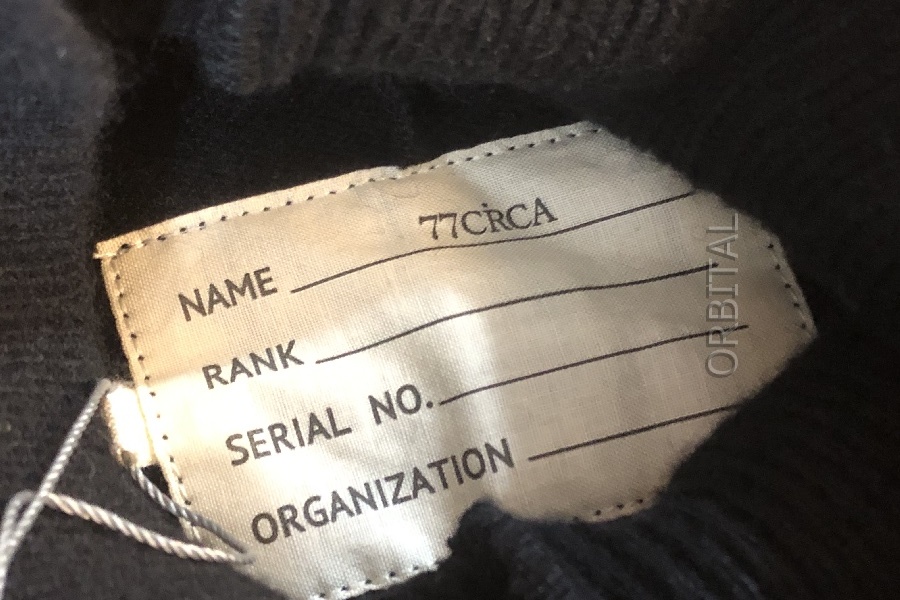 77CIRCA
NAME
RANK
SERIAL NO.
ORGANIZATION
ORBITAL